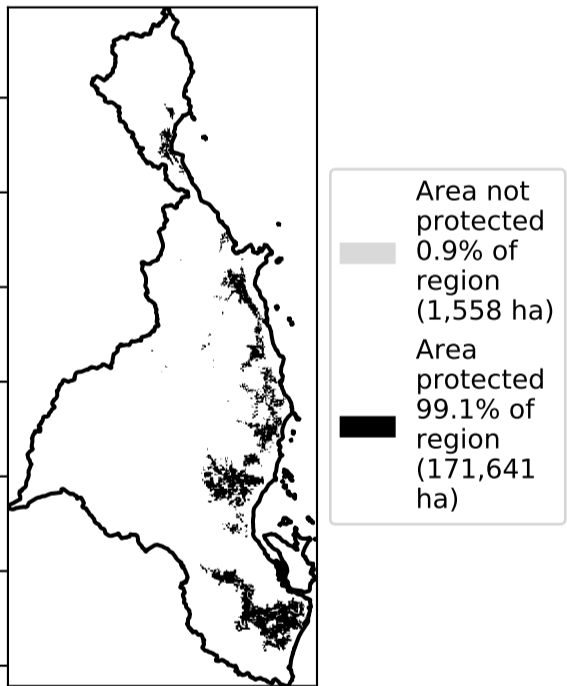 Area not
protected
0.9% of
region
(1,558 ha)
Area
protected
99.1% of
region
(171,641
ha)